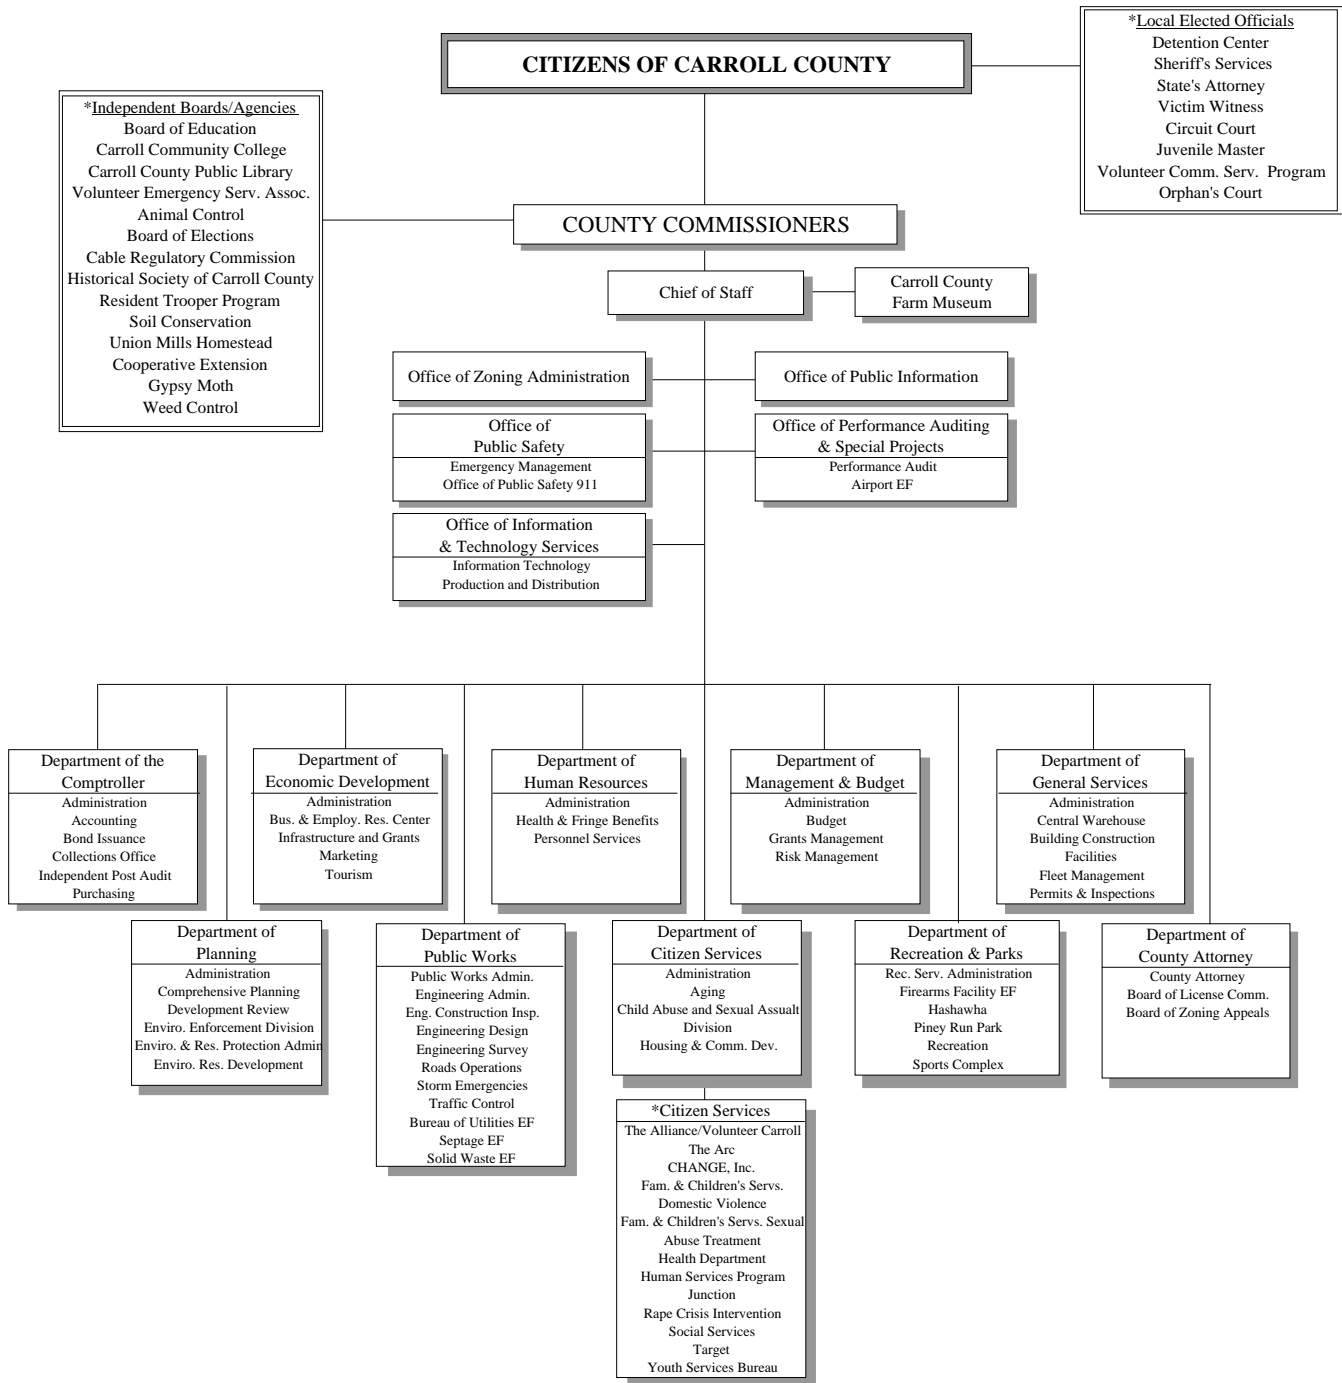 CITIZENS OF CARROLL COUNTY
*Local Elected Officials
Detention Center
Sheriff's Services
State's Attorney
Victim Witness
Circuit Court
Juvenile Master
Volunteer Comm. Serv. Program
Orphan's Court
*Independent Boards/Agencies
Board of Education
Carroll Community College
Carroll County Public Library
Volunteer Emergency Serv. Assoc.
Animal Control
Board of Elections
Cable Regulatory Commission
Historical Society of Carroll County
Resident Trooper Program
Soil Conservation
Union Mills Homestead
Cooperative Extension
Gypsy Moth
Weed Control
COUNTY COMMISSIONERS
Chief of Staff
Carroll County
Farm Museum
Office of Zoning Administration
Office of Public Information
Office of
Public Safety
Emergency Management
Office of Public Safety 911
Office of Performance Auditing
& Special Projects
Performance Audit
Airport EF
Office of Information
& Technology Services
Information Technology
Production and Distribution
Department of the
Comptroller
Administration
Accounting
Bond Issuance
Collections Office
Independent Post Audit
Purchasing
Department of
Economic Development
Administration
Bus. & Employ. Res. Center
Infrastructure and Grants
Marketing
Tourism
Department of
Human Resources
Administration
Health & Fringe Benefits
Personnel Services
Department of
Management & Budget
Administration
Budget
Grants Management
Risk Management
Department of
General Services
Administration
Central Warehouse
Building Construction
Facilities
Fleet Management
Permits & Inspections
Department of
Planning
Administration
Comprehensive Planning
Development Review
Enviro. Enforcement Division
Enviro. & Res. Protection Admin
Enviro. Res. Development
Department of
Public Works
Public Works Admin.
Engineering Admin.
Eng. Construction Insp.
Engineering Design
Engineering Survey
Roads Operations
Storm Emergencies
Traffic Control
Bureau of Utilities EF
Septage EF
Solid Waste EF
Department of
Citizen Services
Administration
Aging
Child Abuse and Sexual Assualt
Division
Housing & Comm. Dev.
Department of
Recreation & Parks
Rec. Serv. Administration
Firearms Facility EF
Hashawha
Piney Run Park
Recreation
Sports Complex
Department of
County Attorney
County Attorney
Board of License Comm.
Board of Zoning Appeals
*Citizen Services
The Alliance/Volunteer Carroll
The Arc
CHANGE, Inc.
Fam. & Children's Servs.
Domestic Violence
Fam. & Children's Servs. Sexual
Abuse Treatment
Health Department
Human Services Program
Junction
Rape Crisis Intervention
Social Services
Target
Youth Services Bureau